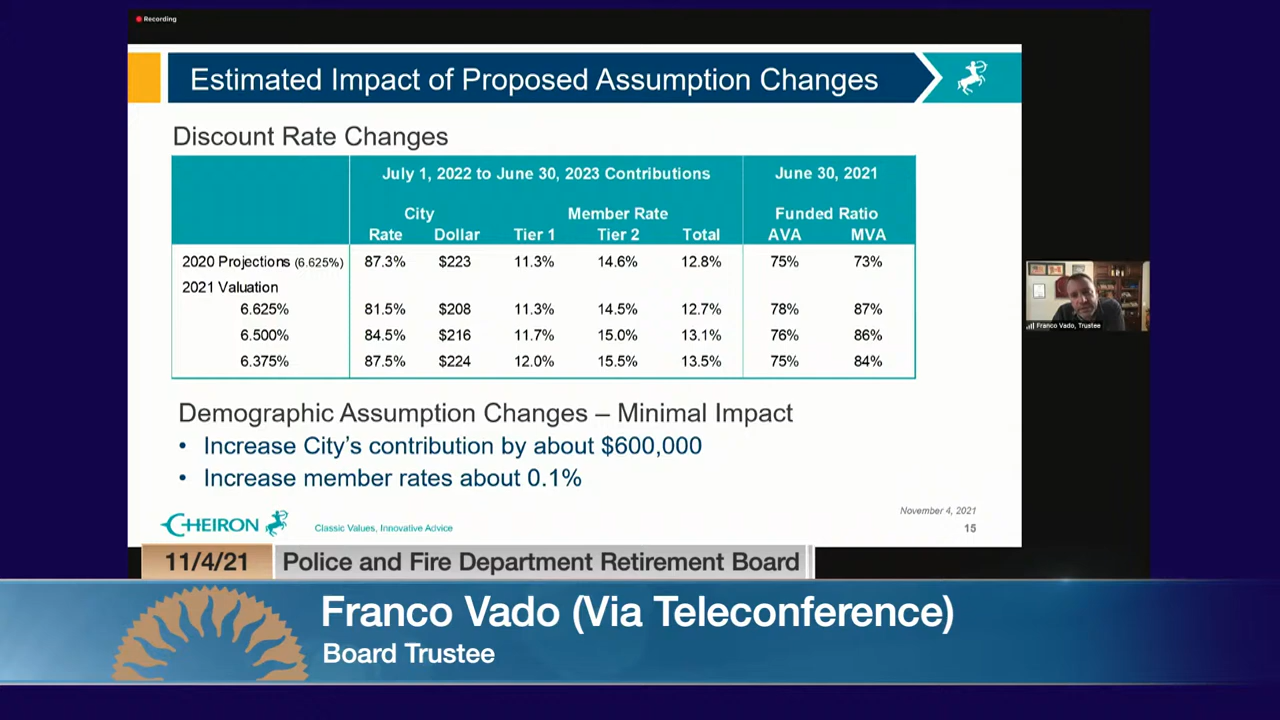 Recording
Estimated Impact of Proposed Assumption Changes
Discount Rate Changes
July 1, 2022 to June 30, 2023 Contributions June 30, 2021
City Member Rate Funded Ratio
Rate Dollar Tier 1 Tier 2 Total AVA MVA
2020 Projections (6.625%) 87.3% $223 11.3% 14.6% 12.8% 75% 73%
2021 Valuation
6.625% 81.5% $208 11.3% 14.5% 12.7% 78% 87%
6.500% 84.5% $216 11.7% 15.0% 13.1% 76% 86%
6.375% 87.5% $224 12.0% 15.5% 13.5% 75% 84%
Franco Vado, Trustee
Demographic Assumption Changes – Minimal Impact
• Increase City's contribution by about $600,000
• Increase member rates about 0.1%
November 4, 2021
CHEIRON Classic Values, Innovative Advice 15
11/4/21 Police and Fire Department Retirement Board
Franco Vado (Via Teleconference)
Board Trustee